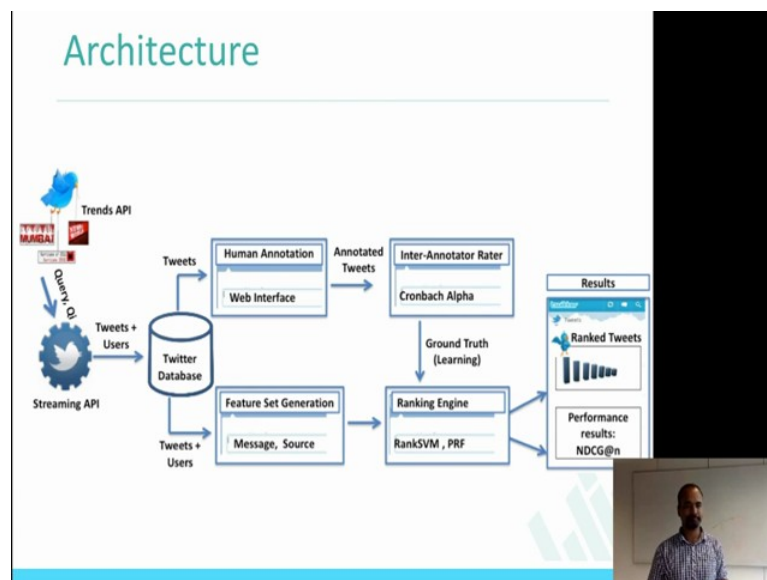 Architecture
Trends API
MUMBAI
Query, Qi
Streaming API
Tweets +
Users
Twitter
Database
Tweets
Human Annotation
Web Interface
Annotated
Tweets
Inter-Annotator Rater
Cronbach Alpha
Ground Truth
(Learning)
Tweets +
Users
Feature Set Generation
Message, Source
Ranking Engine
RankSVM , PRF
Results
twitter
Tweets
Ranked Tweets
Performance
results:
NDCG@n